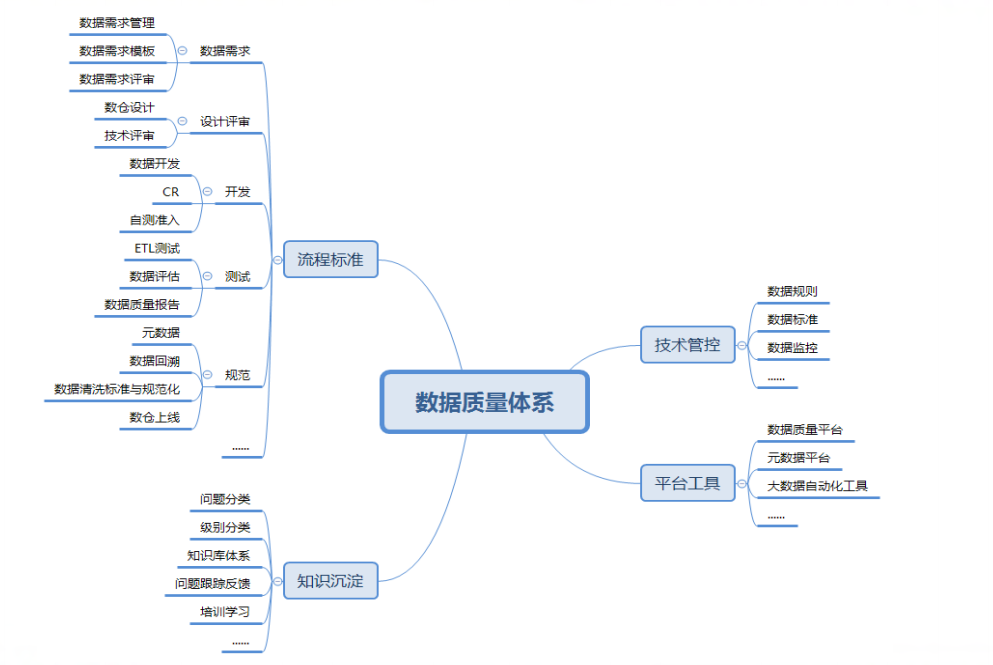 数据质量体系
流程标准
数据需求
数据需求管理
数据需求模板
数据需求评审
设计评审
数仓设计
技术评审
开发
数据开发
CR
自测准入
测试
ETL测试
数据评估
数据质量报告
规范
元数据
数据回溯
数据清洗标准与规范化
数仓上线
......
知识沉淀
问题分类
级别分类
知识库体系
问题跟踪反馈
培训学习
......
技术管控
数据规则
数据标准
数据监控
......
平台工具
数据质量平台
元数据平台
大数据自动化工具
......